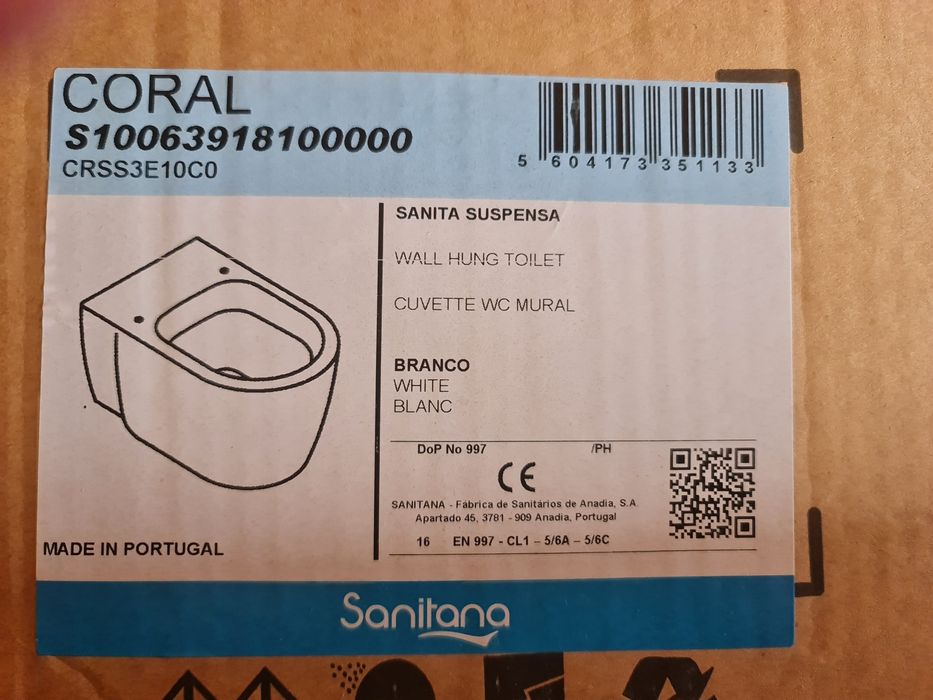 CORAL
S10063918100000
CRSS3E10C0
5 604173 351133
SANITA SUSPENSA
WALL HUNG TOILET
CUVETTE WC MURAL
BRANCO
WHITE
BLANC
DoP No 997 /PH
CE
SANITANA - Fábrica de Sanitários de Anadia, S.A.
Apartado 45, 3781 - 909 Anadia, Portugal
16 EN 997 - CL1 – 5/6A – 5/6C
MADE IN PORTUGAL
Sanitana